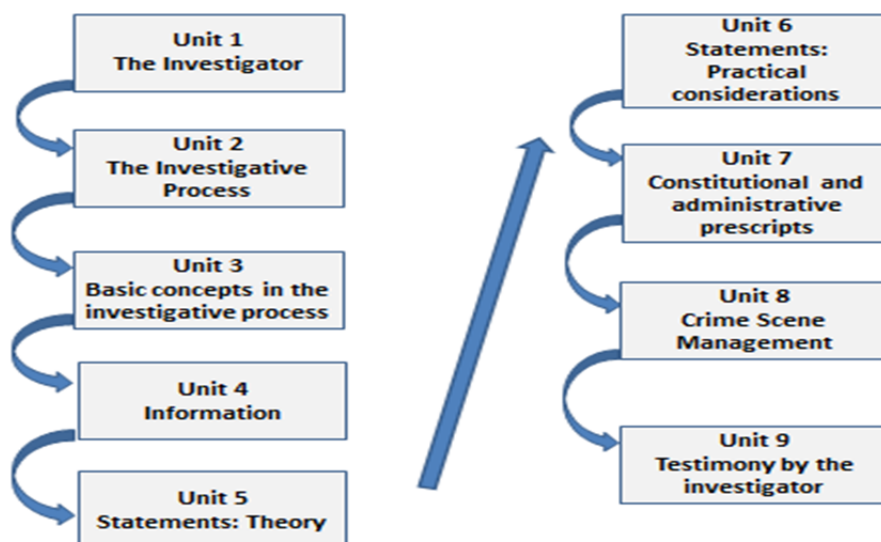 Unit 1
The Investigator
Unit 2
The Investigative
Process
Unit 3
Basic concepts in the
investigative process
Unit 4
Information
Unit 5
Statements: Theory
Unit 6
Statements:
Practical
considerations
Unit 7
Constitutional and
administrative
prescripts
Unit 8
Crime Scene
Management
Unit 9
Testimony by the
investigator